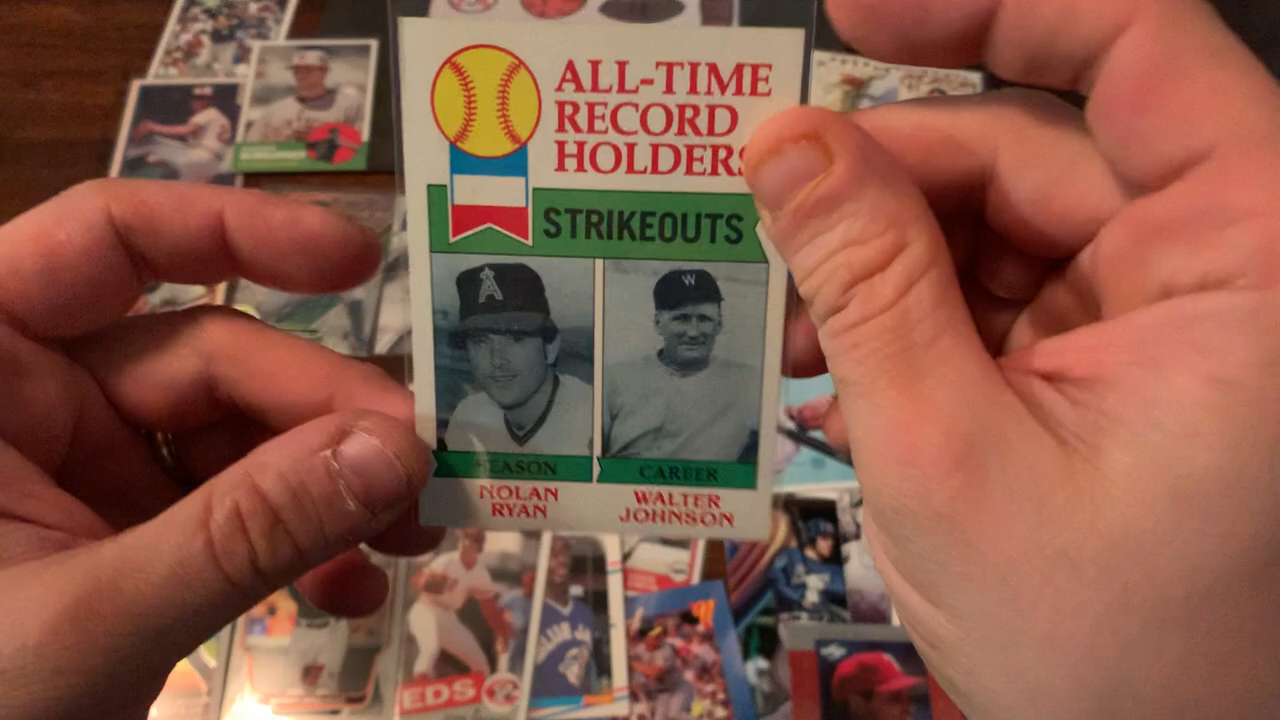 ALL-TIME
RECORD
HOLDERS
STRIKEOUTS
A
W
SEASON
CAREER
NOLAN
RYAN
WALTER
JOHNSON
EDS